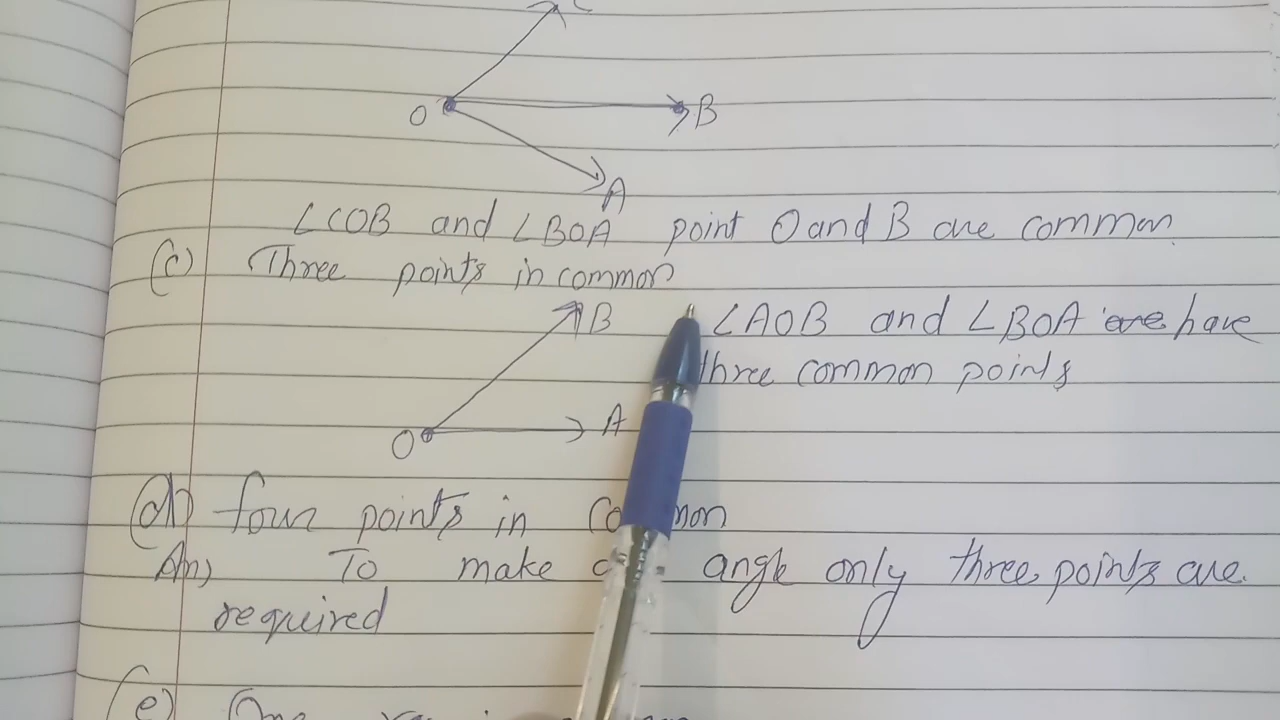 C
O B
A
∠COB and ∠BOA point O and B are common.
(c) Three points in common
B ∠AOB and ∠BOA have
three common points
O A
(d) four points in common
Ans To make angle only three points are.
required
(e) One